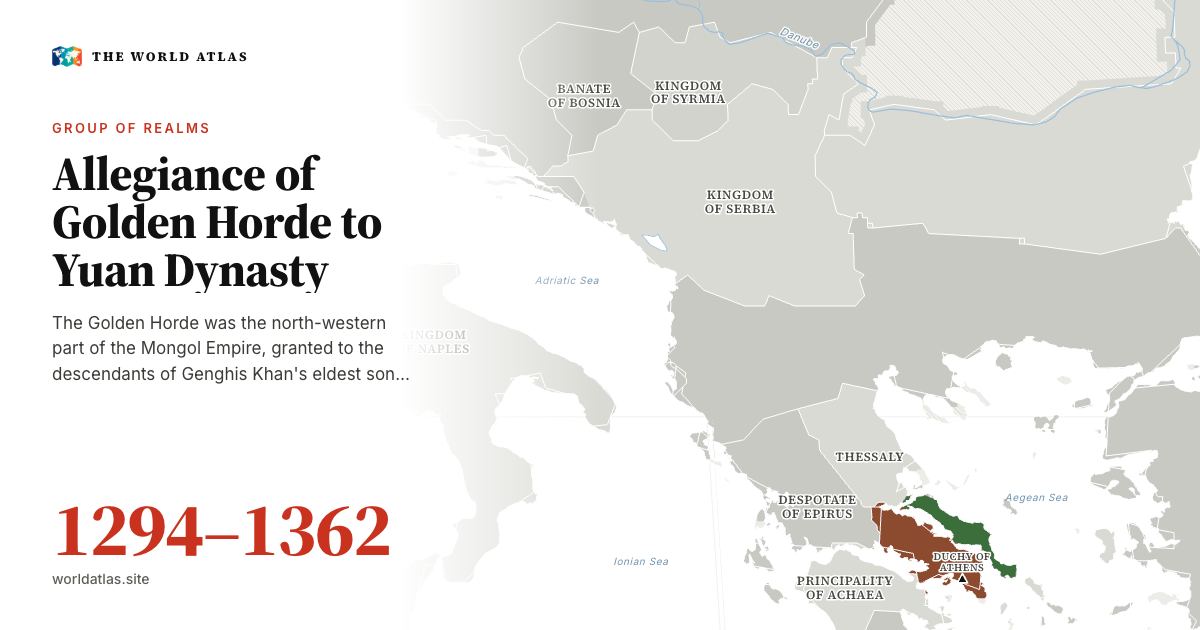 THE WORLD ATLAS
GROUP OF REALMS
Allegiance of
Golden Horde to
Yuan Dynasty
The Golden Horde was the north-western
part of the Mongol Empire, granted to the
descendants of Genghis Khan's eldest son...
1294–1362
worldatlas.site
Danube
BANATE
OF BOSNIA
KINGDOM
OF SYRMIA
KINGDOM
OF SERBIA
Adriatic Sea
KINGDOM
OF NAPLES
THESSALY
DESPOTATE
OF EPIRUS
Aegean Sea
DUCHY OF
ATHENS
Ionian Sea
PRINCIPALITY
OF ACHAEA